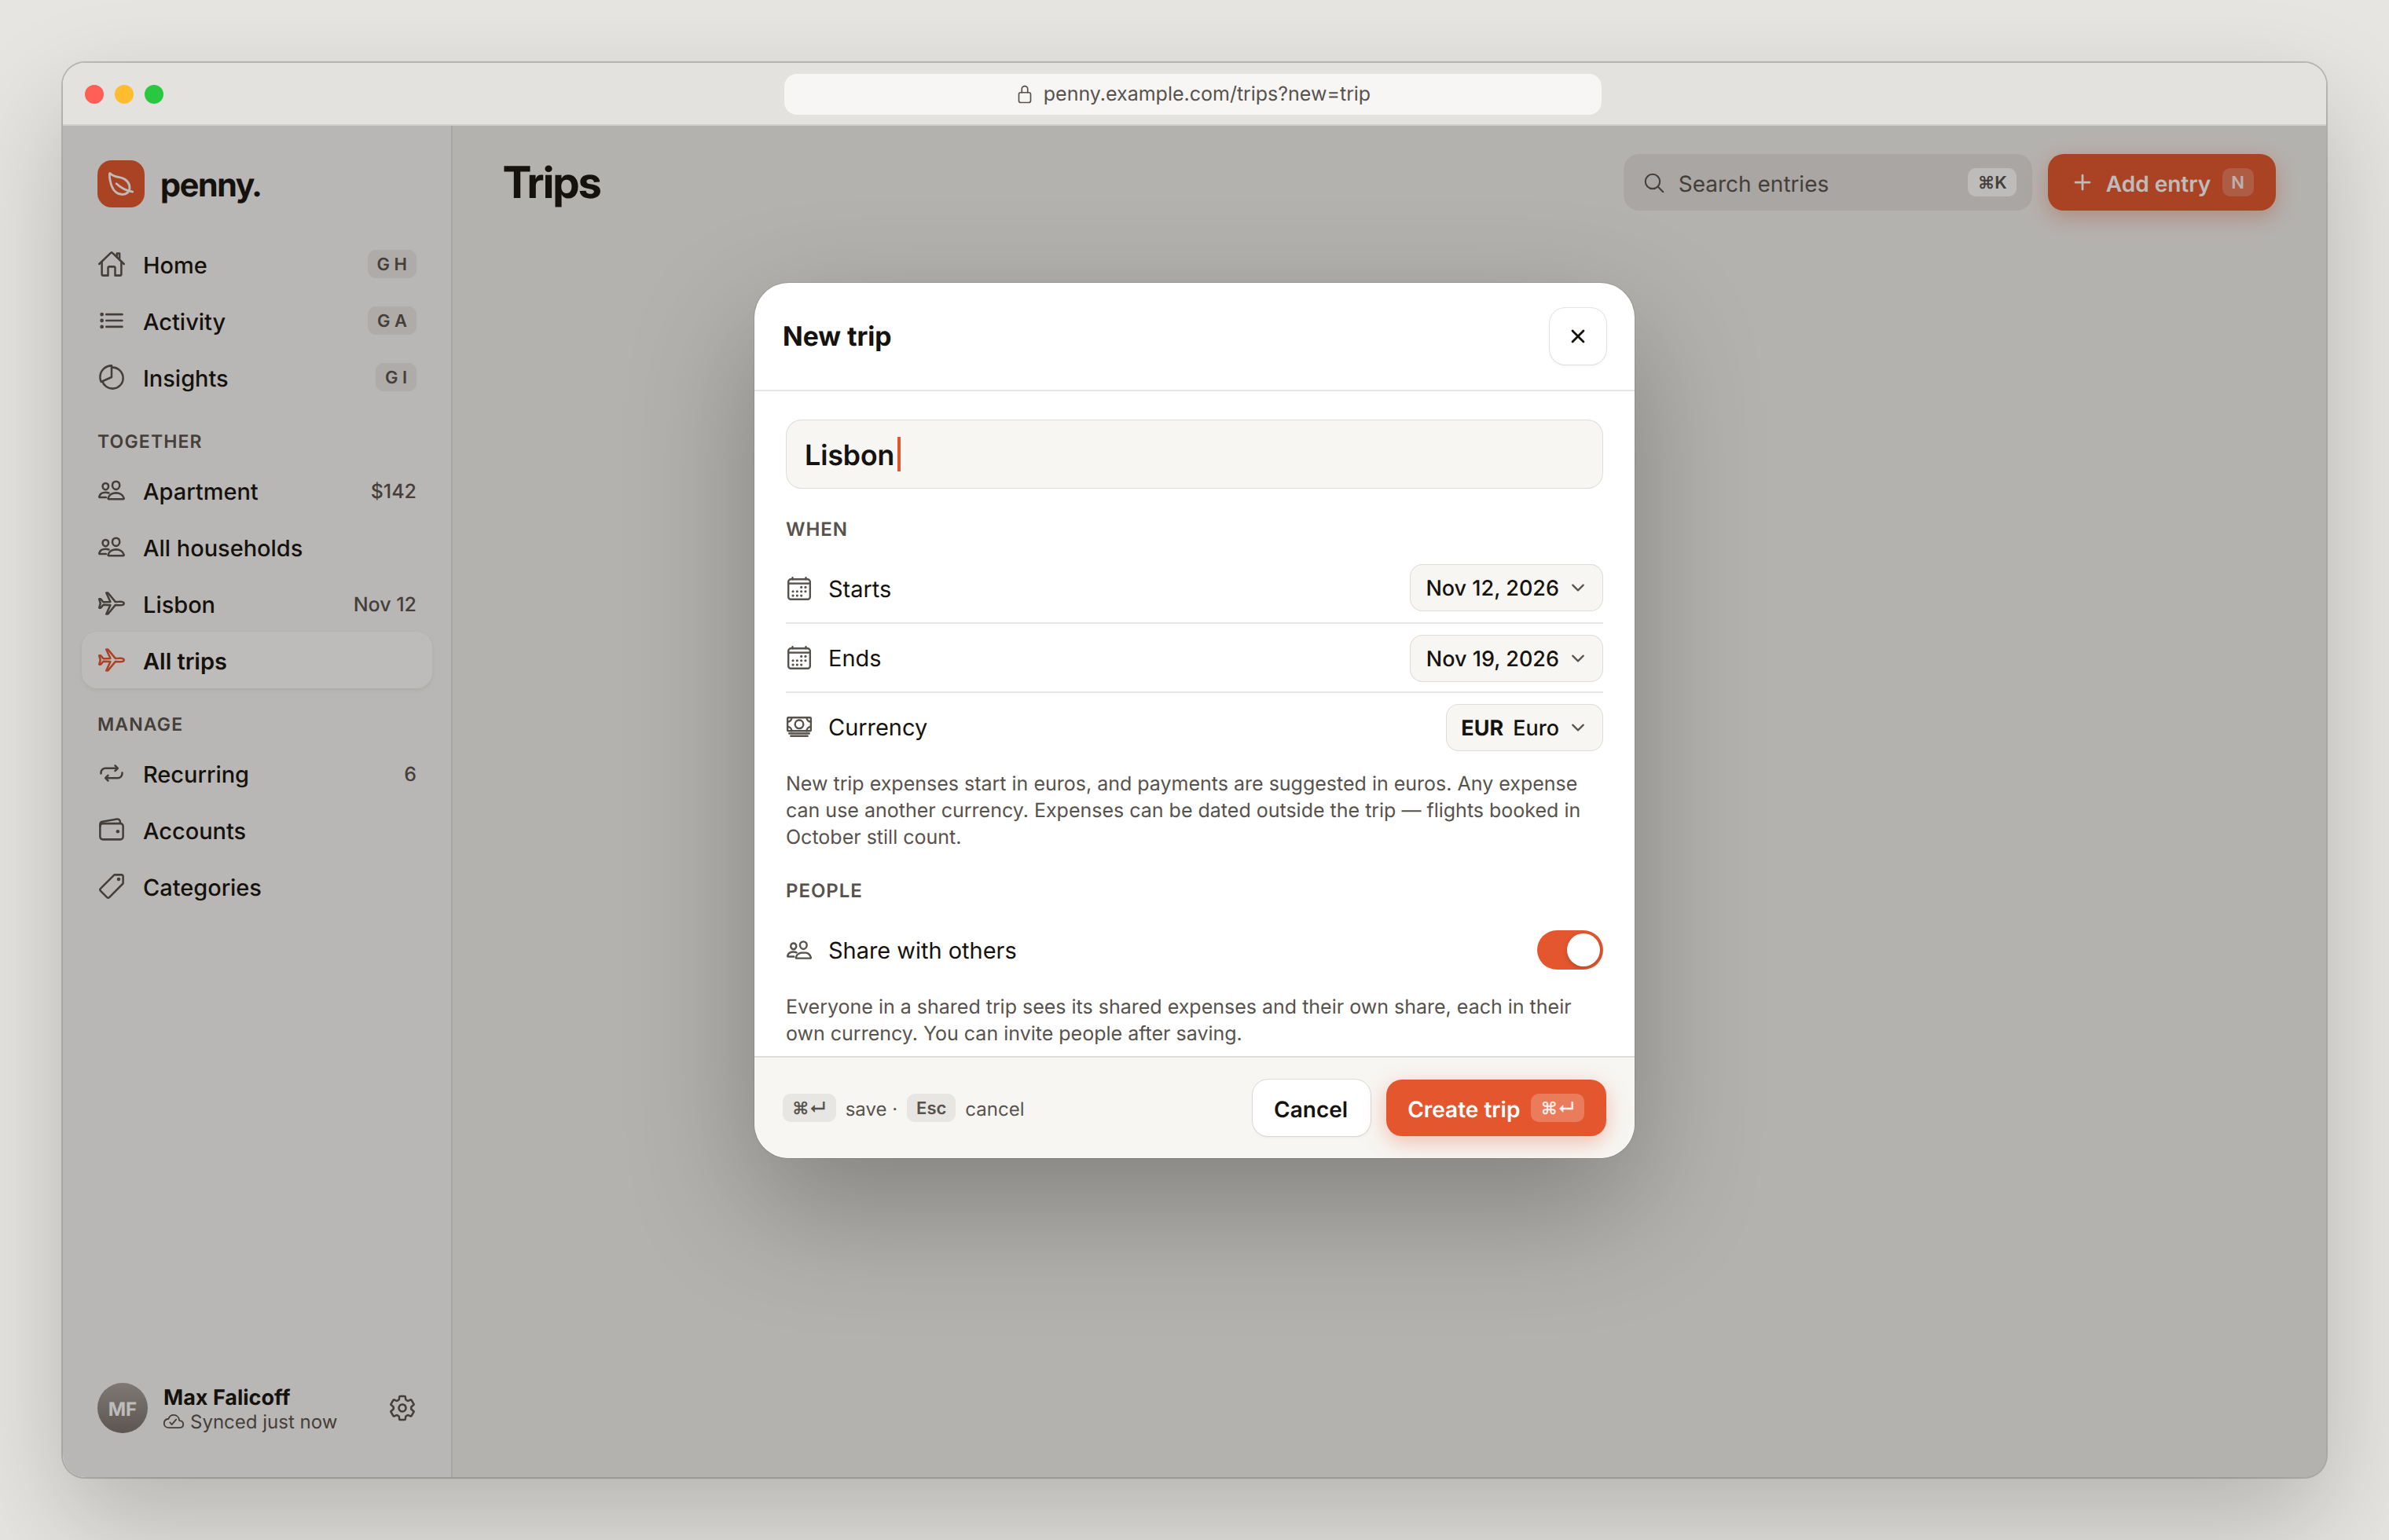 penny.example.com/trips?new=trip
penny.
Trips
Search entries ⌘K
+ Add entry N
Home G H
Activity G A
Insights G I
TOGETHER
Apartment $142
All households
Lisbon Nov 12
All trips
MANAGE
Recurring 6
Accounts
Categories
MF
Max Falicoff
Synced just now
New trip
Lisbon
WHEN
Starts Nov 12, 2026
Ends Nov 19, 2026
Currency EUR Euro
New trip expenses start in euros, and payments are suggested in euros. Any expense
can use another currency. Expenses can be dated outside the trip — flights booked in
October still count.
PEOPLE
Share with others
Everyone in a shared trip sees its shared expenses and their own share, each in their
own currency. You can invite people after saving.
⌘↵ save · Esc cancel
Cancel
Create trip ⌘↵